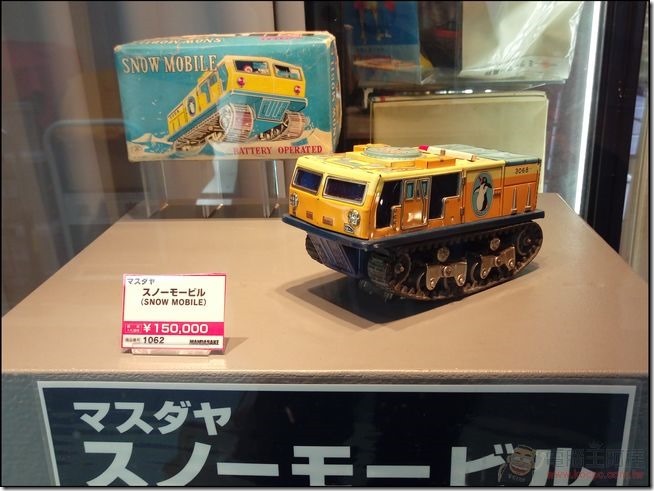 SNOW MOBILE
BATTERY OPERATED
3068
マスダヤ
スノーモービル
(SNOW MOBILE)
¥150,000
1062
MANDARAKE
マスダヤ
スノーモービル